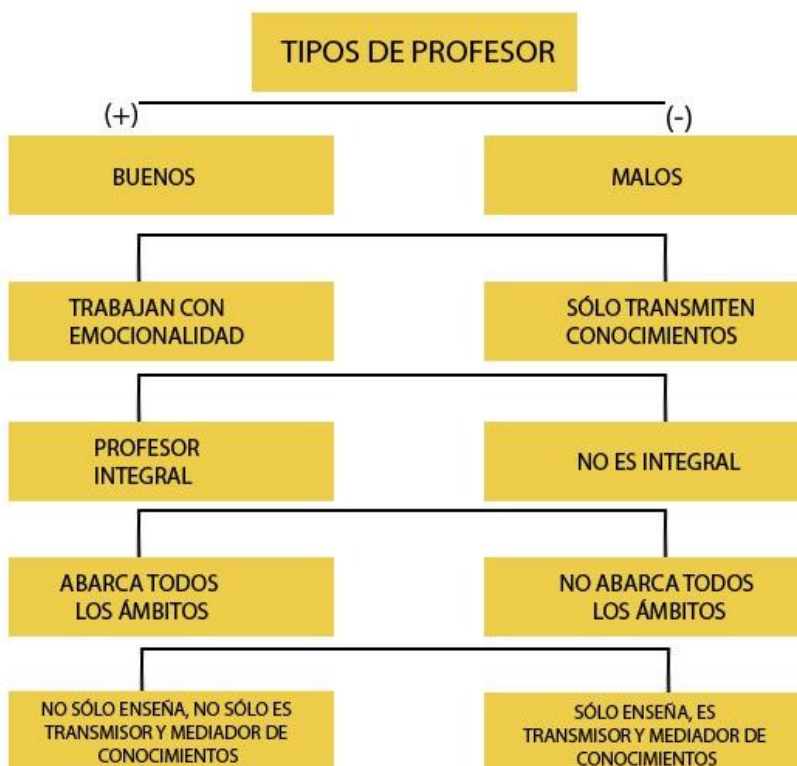 TIPOS DE PROFESOR
(+)
(-)
BUENOS
MALOS
TRABAJAN CON
EMOCIONALIDAD
SÓLO TRANSMITEN
CONOCIMIENTOS
PROFESOR
INTEGRAL
NO ES INTEGRAL
ABARCA TODOS
LOS ÁMBITOS
NO ABARCA TODOS
LOS ÁMBITOS
NO SÓLO ENSEÑA, NO SÓLO ES
TRANSMISOR Y MEDIADOR DE
CONOCIMIENTOS
SÓLO ENSEÑA, ES
TRANSMISOR Y MEDIADOR DE
CONOCIMIENTOS